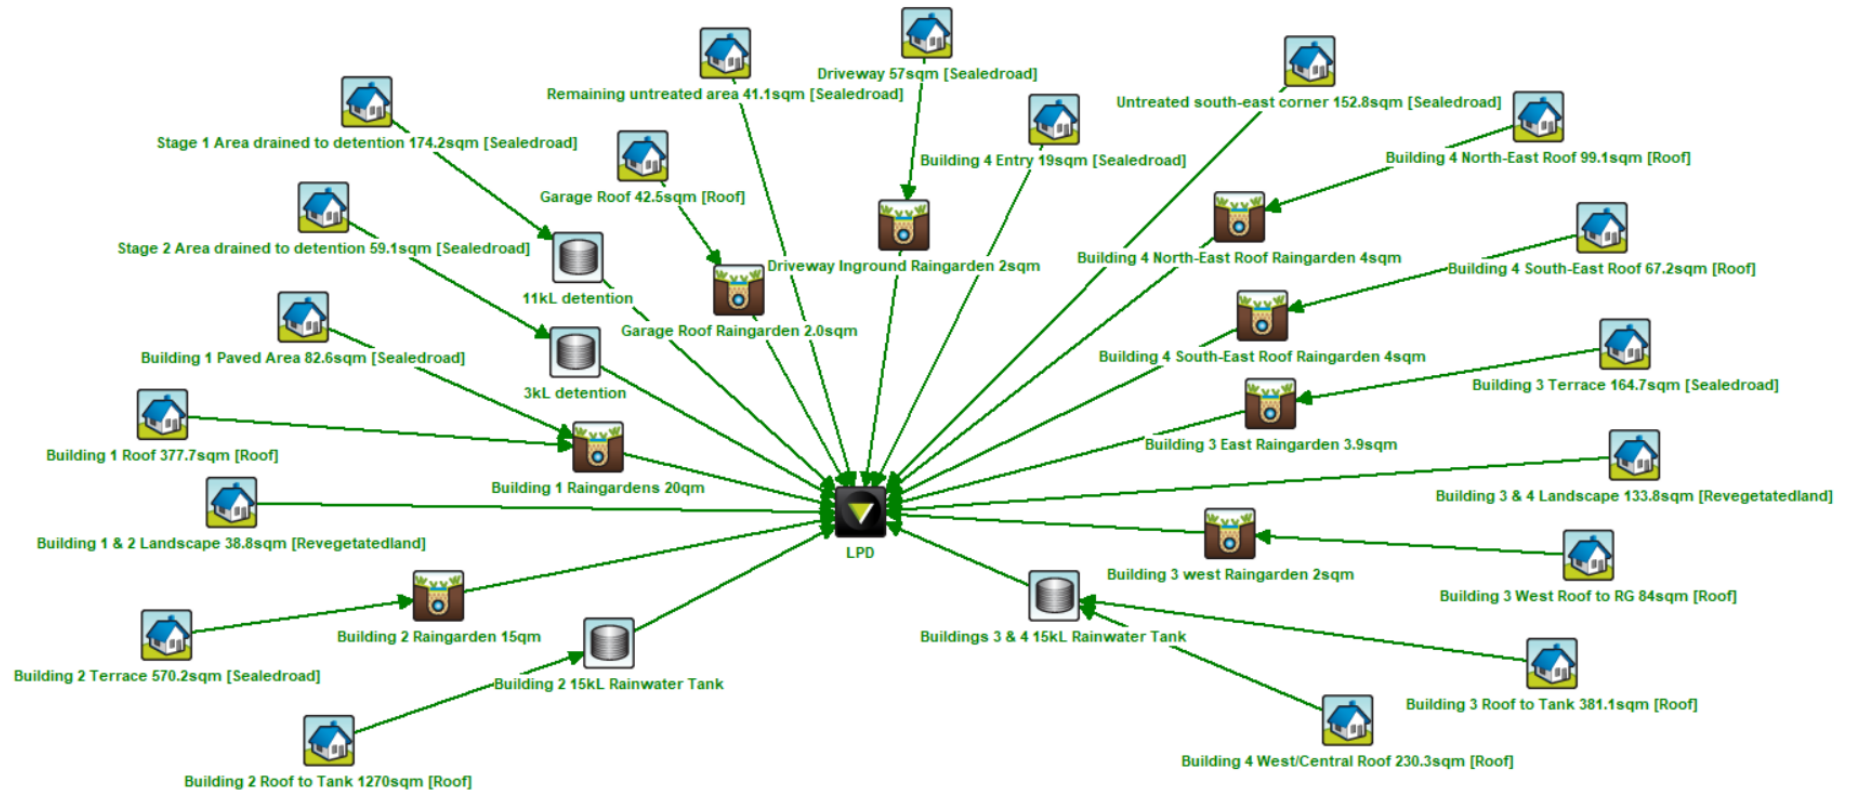 Driveway 57sqm [Sealedroad]
Remaining untreated area 41.1sqm [Sealedroad]
Untreated south-east corner 152.8sqm [Sealedroad]
Stage 1 Area drained to detention 174.2sqm [Sealedroad]
Building 4 Entry 19sqm [Sealedroad]
Building 4 North-East Roof 99.1sqm [Roof]
Garage Roof 42.5sqm [Roof]
Stage 2 Area drained to detention 59.1sqm [Sealedroad]
Driveway Inground Raingarden 2sqm
Building 4 North-East Roof Raingarden 4sqm
Building 4 South-East Roof 67.2sqm [Roof]
11kL detention
Garage Roof Raingarden 2.0sqm
Building 1 Paved Area 82.6sqm [Sealedroad]
Building 4 South-East Roof Raingarden 4sqm
Building 3 Terrace 164.7sqm [Sealedroad]
3kL detention
Building 3 East Raingarden 3.9sqm
Building 1 Roof 377.7sqm [Roof]
Building 1 Raingardens 20qm
Building 3 & 4 Landscape 133.8sqm [Revegetatedland]
Building 1 & 2 Landscape 38.8sqm [Revegetatedland]
LPD
Building 3 west Raingarden 2sqm
Building 3 West Roof to RG 84sqm [Roof]
Building 2 Raingarden 15qm
Buildings 3 & 4 15kL Rainwater Tank
Building 2 Terrace 570.2sqm [Sealedroad]
Building 2 15kL Rainwater Tank
Building 3 Roof to Tank 381.1sqm [Roof]
Building 4 West/Central Roof 230.3sqm [Roof]
Building 2 Roof to Tank 1270sqm [Roof]